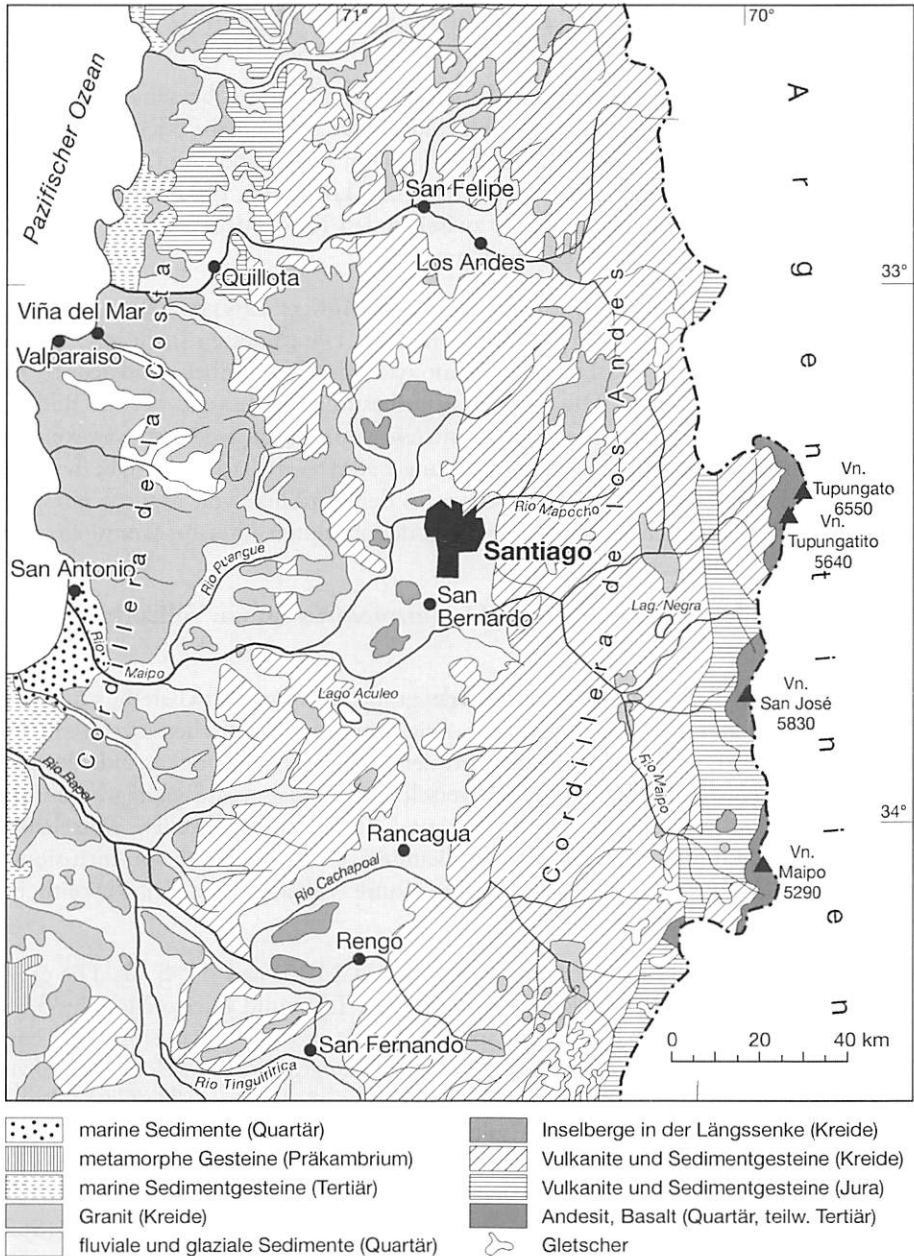 71°
70°
Pazifischer Ozean
Argentinien
San Felipe
Los Andes
Quillota
33°
Viña del Mar
Valparaiso
Cordillera de la Costa
Cordillera de los Andes
Vn.
Tupungato
6550
Vn.
Tupungatito
5640
Rio Mapocho
Santiago
Rio Puangue
San Antonio
San
Bernardo
Lag. Negra
Rio
Maipo
Lago Aculeo
Vn.
San José
5830
Rio Rapel
Rio Maipo
34°
Rancagua
Vn.
Maipo
5290
Rio Cachapoal
Rengo
San Fernando
Rio Tinguiririca
0 20 40 km
marine Sedimente (Quartär)
metamorphe Gesteine (Präkambrium)
marine Sedimentgesteine (Tertiär)
Granit (Kreide)
fluviale und glaziale Sedimente (Quartär)
Inselberge in der Längssenke (Kreide)
Vulkanite und Sedimentgesteine (Kreide)
Vulkanite und Sedimentgesteine (Jura)
Andesit, Basalt (Quartär, teilw. Tertiär)
Gletscher